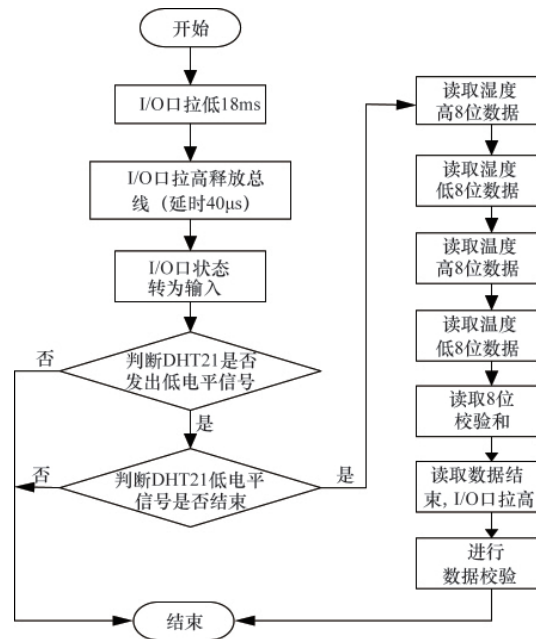 开始
I/O口拉低18ms
I/O口拉高释放总
线（延时40μs）
I/O口状态
转为输入
否
判断DHT21是否
发出低电平信号
是
否
判断DHT21低电平
信号是否结束
是
读取湿度
高8位数据
读取湿度
低8位数据
读取温度
高8位数据
读取温度
低8位数据
读取8位
校验和
读取数据结
束, I/O口拉高
进行
数据校验
结束